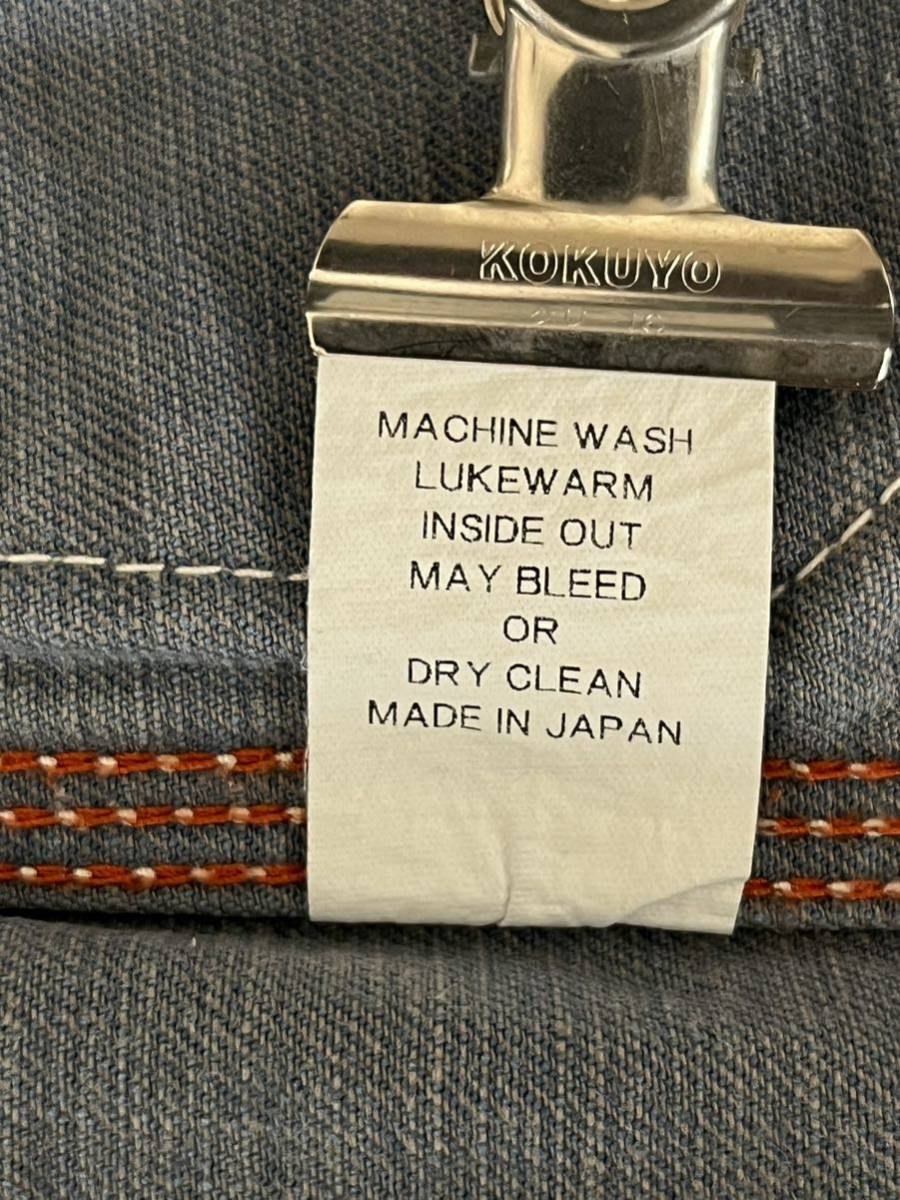 KOKUYO
MACHINE WASH
LUKEWARM
INSIDE OUT
MAY BLEED
OR
DRY CLEAN
MADE IN JAPAN